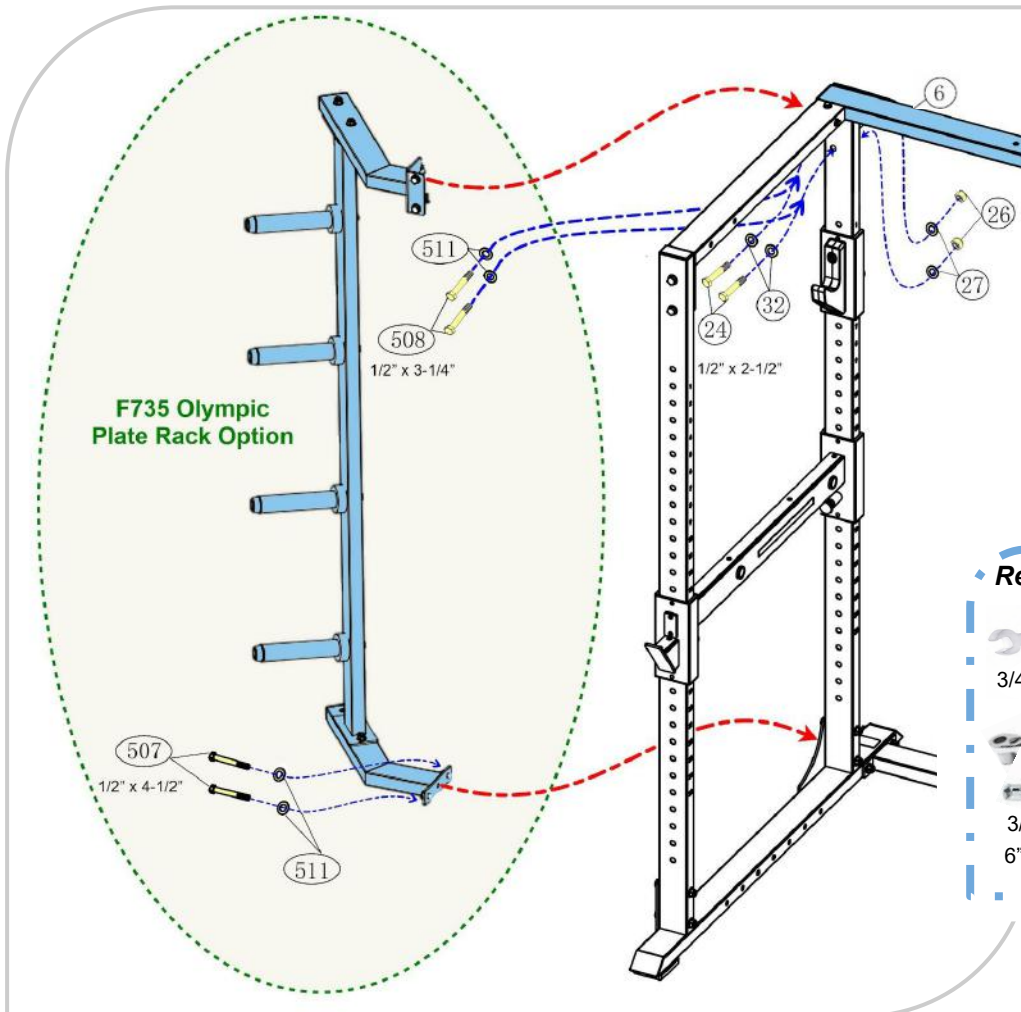 6
26
27
511
508
1/2" x 3-1/4"
24
32
1/2" x 2-1/2"
F735 Olympic
Plate Rack Option
507
1/2" x 4-1/2"
511
Re
3/4
3/
6"